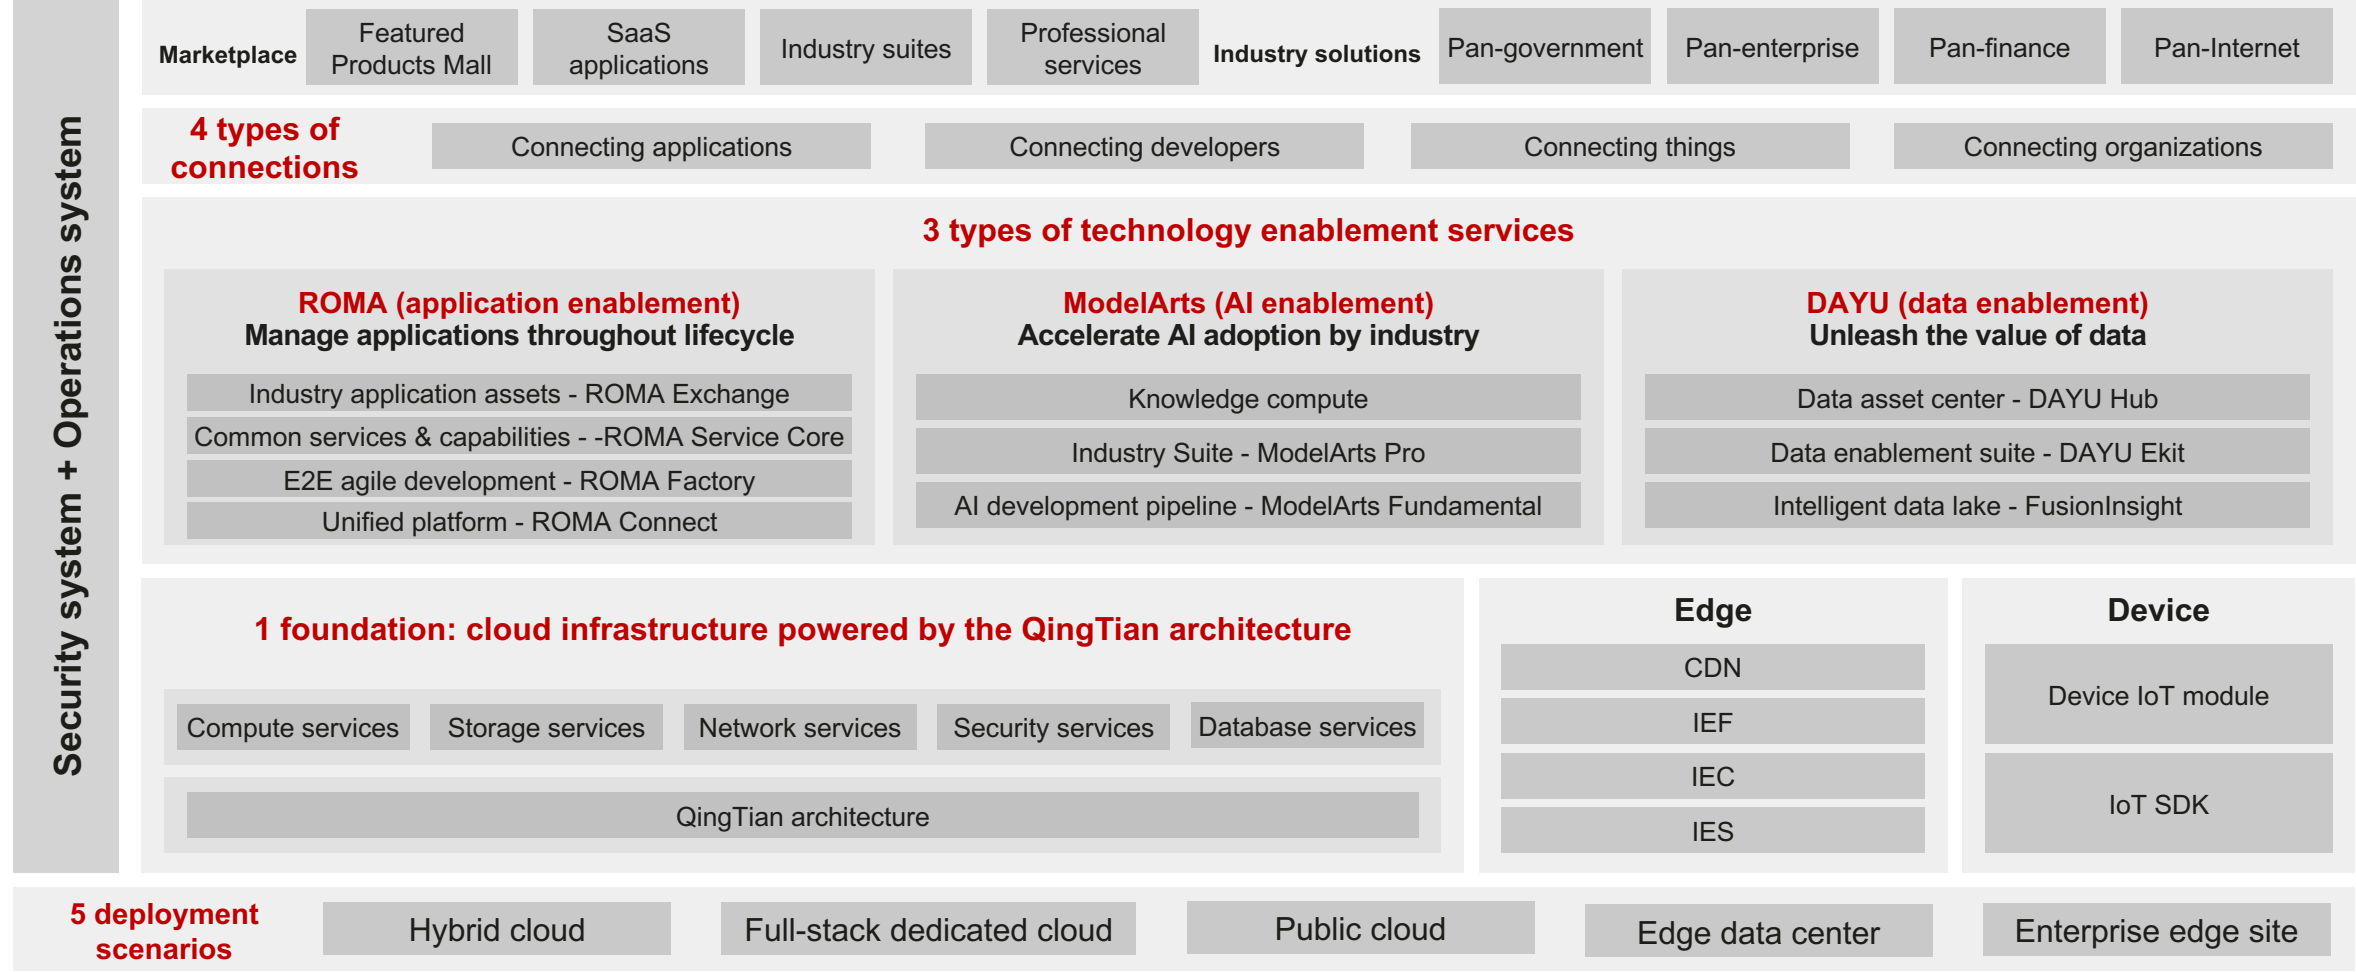 Security system + Operations system
Marketplace
Featured
Products Mall
SaaS
applications
Industry suites
Professional
services
Industry solutions
Pan-government
Pan-enterprise
Pan-finance
Pan-Internet
4 types of
connections
Connecting applications
Connecting developers
Connecting things
Connecting organizations
3 types of technology enablement services
ROMA (application enablement)
Manage applications throughout lifecycle
Industry application assets - ROMA Exchange
Common services & capabilities - -ROMA Service Core
E2E agile development - ROMA Factory
Unified platform - ROMA Connect
ModelArts (AI enablement)
Accelerate AI adoption by industry
Knowledge compute
Industry Suite - ModelArts Pro
AI development pipeline - ModelArts Fundamental
DAYU (data enablement)
Unleash the value of data
Data asset center - DAYU Hub
Data enablement suite - DAYU Ekit
Intelligent data lake - FusionInsight
1 foundation: cloud infrastructure powered by the QingTian architecture
Compute services
Storage services
Network services
Security services
Database services
QingTian architecture
Edge
CDN
IEF
IEC
IES
Device
Device IoT module
IoT SDK
5 deployment
scenarios
Hybrid cloud
Full-stack dedicated cloud
Public cloud
Edge data center
Enterprise edge site